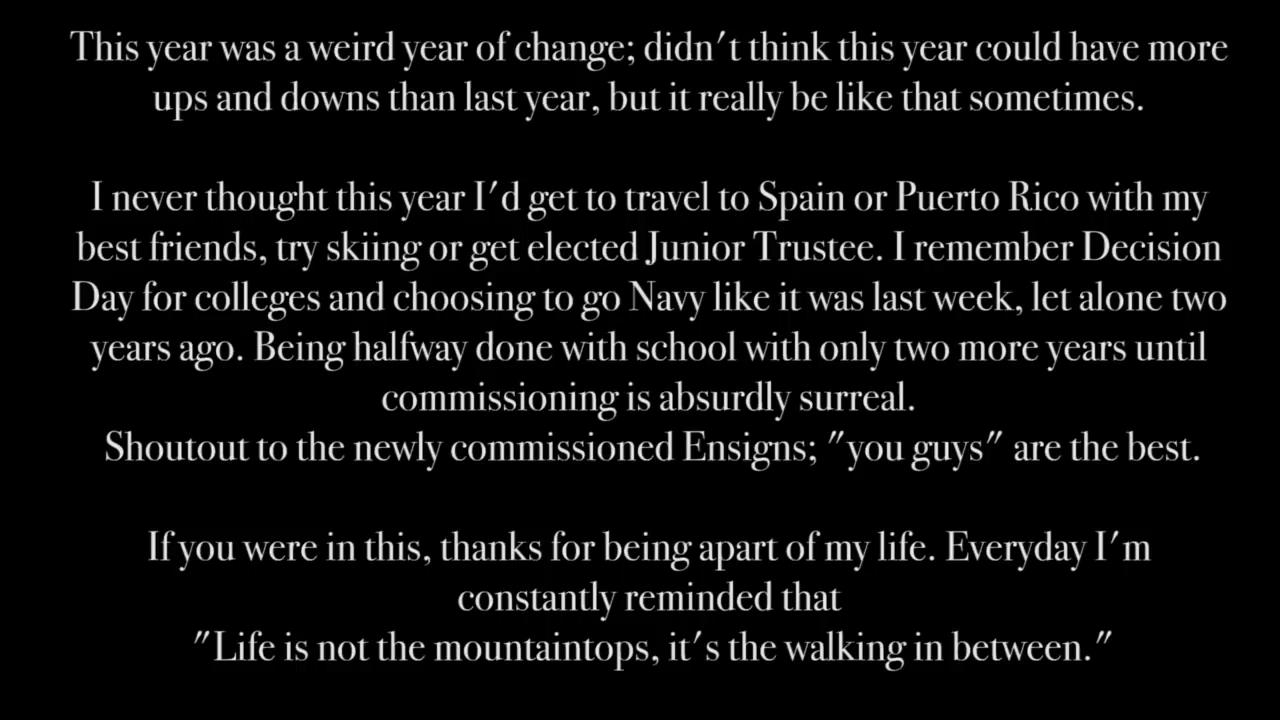 This year was a weird year of change; didn't think this year could have more
ups and downs than last year, but it really be like that sometimes.
I never thought this year I'd get to travel to Spain or Puerto Rico with my
best friends, try skiing or get elected Junior Trustee. I remember Decision
Day for colleges and choosing to go Navy like it was last week, let alone two
years ago. Being halfway done with school with only two more years until
commissioning is absurdly surreal.
Shoutout to the newly commissioned Ensigns; "you guys" are the best.
If you were in this, thanks for being apart of my life. Everyday I'm
constantly reminded that
"Life is not the mountaintops, it's the walking in between."